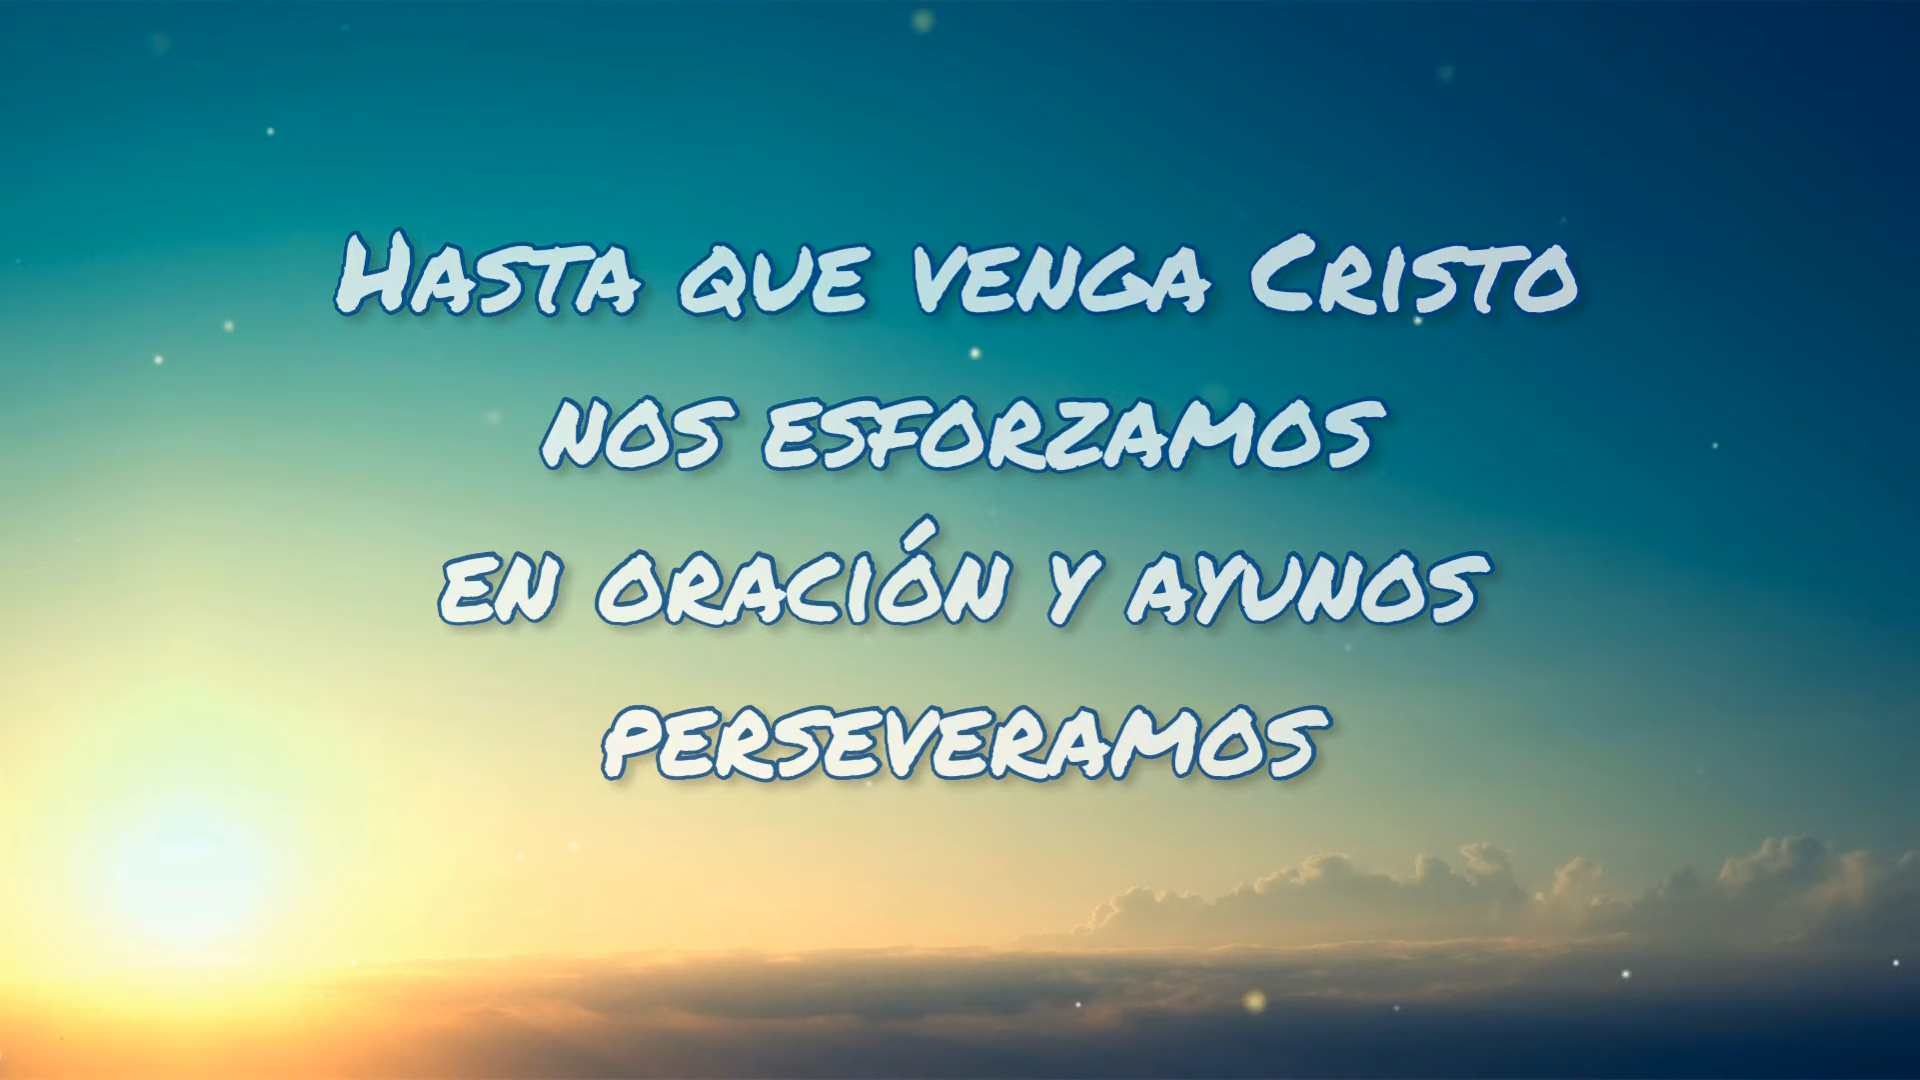 Hasta que venga Cristo
nos esforzamos
en oración y ayunos
perseveramos